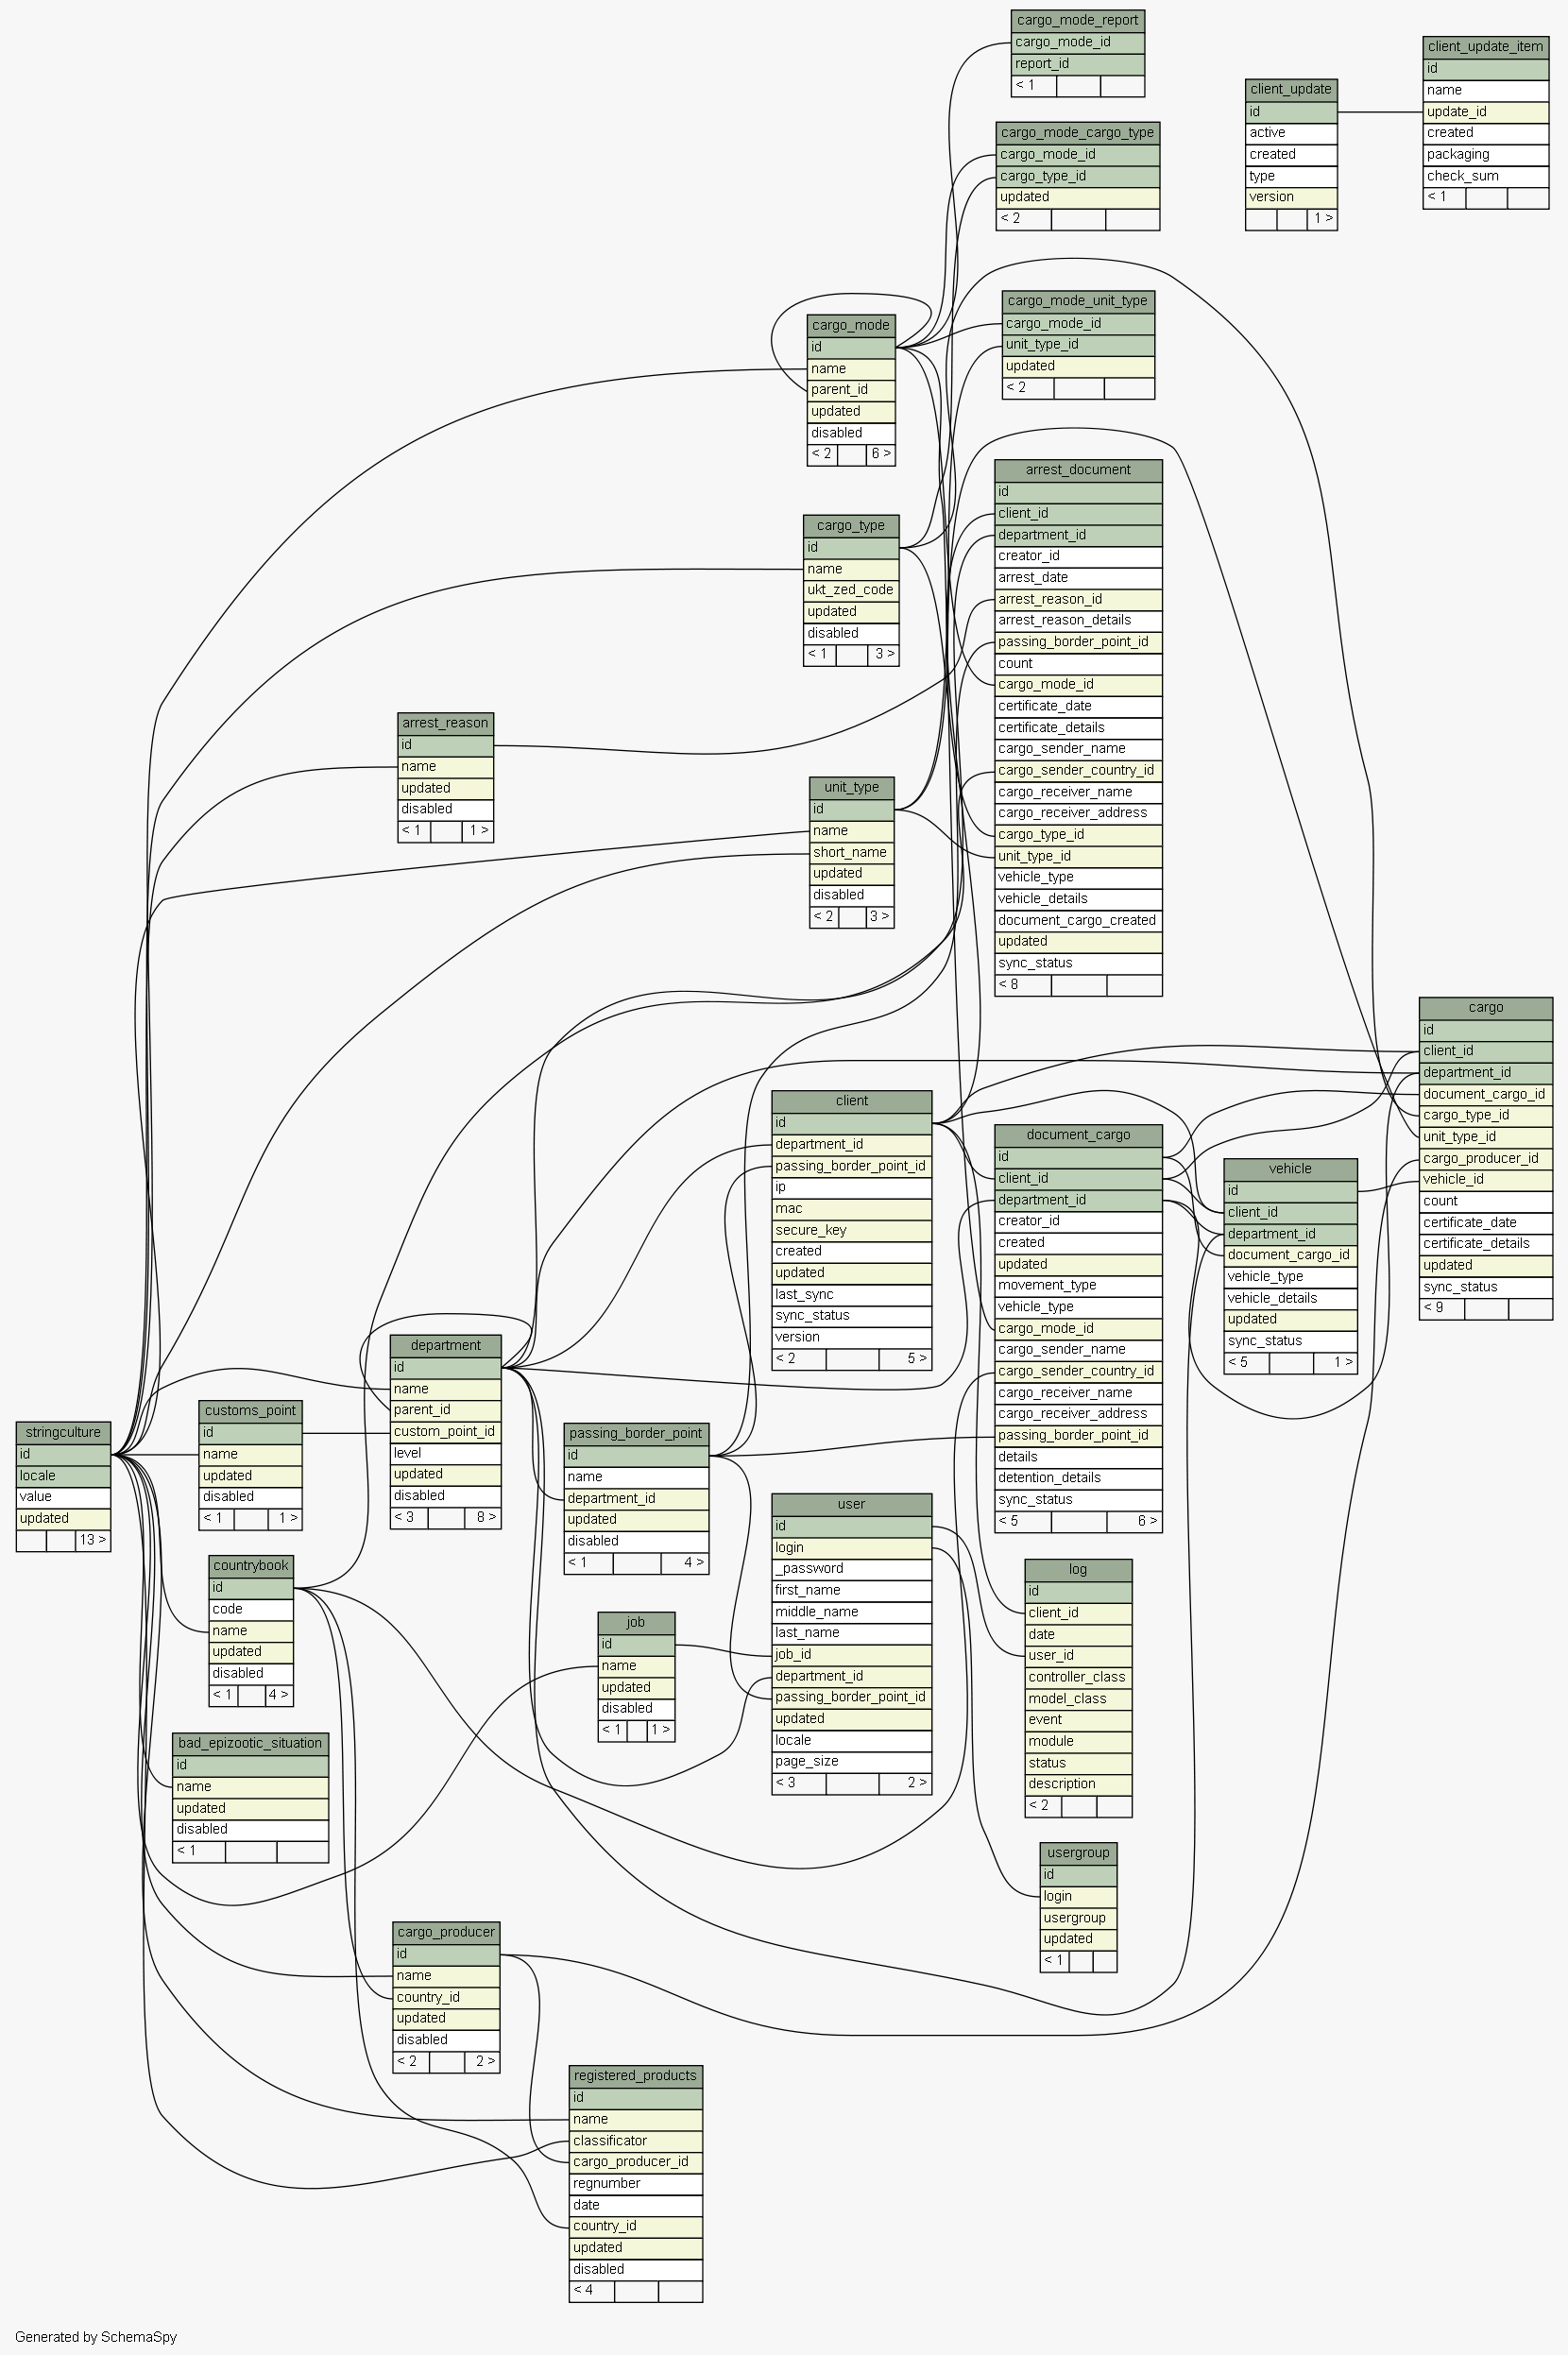 cargo_mode_report
cargo_mode_id
report_id
< 1
client_update_item
id
name
update_id
created
packaging
check_sum
< 1
client_update
id
active
created
type
version
1 >
cargo_mode_cargo_type
cargo_mode_id
cargo_type_id
updated
< 2
cargo_mode_unit_type
cargo_mode_id
unit_type_id
updated
< 2
cargo_mode
id
name
parent_id
updated
disabled
< 2 6 >
arrest_document
id
client_id
department_id
creator_id
arrest_date
arrest_reason_id
arrest_reason_details
passing_border_point_id
count
cargo_mode_id
certificate_date
certificate_details
cargo_sender_name
cargo_sender_country_id
cargo_receiver_name
cargo_receiver_address
cargo_type_id
unit_type_id
vehicle_type
vehicle_details
document_cargo_created
updated
sync_status
< 8
cargo_type
id
name
ukt_zed_code
updated
disabled
< 1 3 >
arrest_reason
id
name
updated
disabled
< 1 1 >
unit_type
id
name
short_name
updated
disabled
< 2 3 >
cargo
id
client_id
department_id
document_cargo_id
cargo_type_id
unit_type_id
cargo_producer_id
vehicle_id
count
certificate_date
certificate_details
updated
sync_status
< 9
client
id
department_id
passing_border_point_id
ip
mac
secure_key
created
updated
last_sync
sync_status
version
< 2 5 >
document_cargo
id
client_id
department_id
creator_id
created
updated
movement_type
vehicle_type
cargo_mode_id
cargo_sender_name
cargo_sender_country_id
cargo_receiver_name
cargo_receiver_address
passing_border_point_id
details
detention_details
sync_status
< 5 6 >
vehicle
id
client_id
department_id
document_cargo_id
vehicle_type
vehicle_details
updated
sync_status
< 5 1 >
department
id
name
parent_id
custom_point_id
level
updated
disabled
< 3 8 >
customs_point
id
name
updated
disabled
< 1 1 >
stringculture
id
locale
value
updated
13 >
passing_border_point
id
name
department_id
updated
disabled
< 1 4 >
user
id
login
_password
first_name
middle_name
last_name
job_id
department_id
passing_border_point_id
updated
locale
page_size
< 3 2 >
countrybook
id
code
name
updated
disabled
< 1 4 >
log
id
client_id
date
user_id
controller_class
model_class
event
module
status
description
< 2
job
id
name
updated
disabled
< 1 1 >
bad_epizootic_situation
id
name
updated
disabled
< 1
usergroup
id
login
usergroup
updated
< 1
cargo_producer
id
name
country_id
updated
disabled
< 2 2 >
registered_products
id
name
classificator
cargo_producer_id
regnumber
date
country_id
updated
disabled
< 4
Generated by SchemaSpy